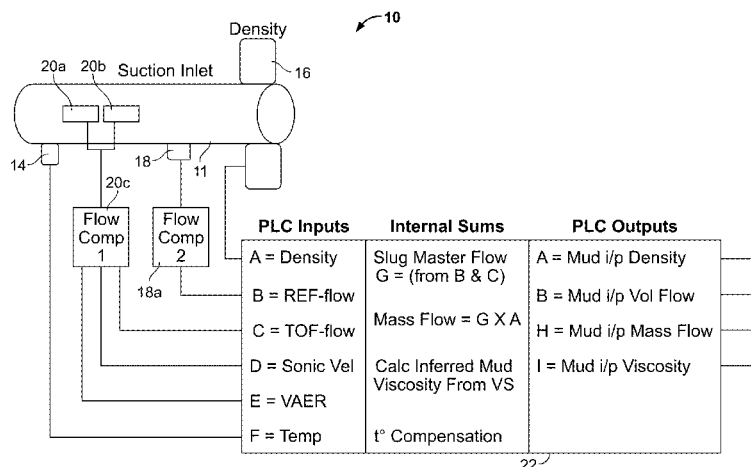 Density
10
20a
20b
Suction Inlet
16
14
18
11
20c
Flow
Comp
1
Flow
Comp
2
18a
PLC Inputs
Internal Sums
PLC Outputs
A = Density
Slug Master Flow
G = (from B & C)
A = Mud i/p Density
B = REF-flow
B = Mud i/p Vol Flow
Mass Flow = G X A
C = TOF-flow
H = Mud i/p Mass Flow
D = Sonic Vel
Calc Inferred Mud
Viscosity From VS
I = Mud i/p Viscosity
E = VAER
F = Temp
t° Compensation
22